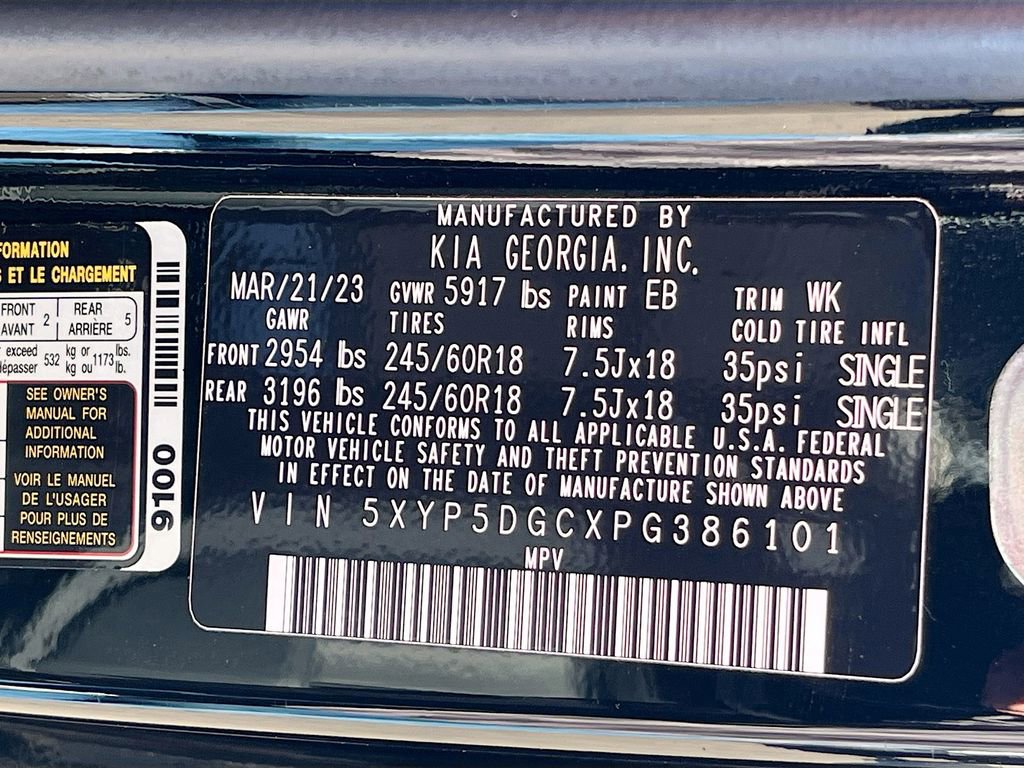 FORMATION
S ET LE CHARGEMENT
FRONT
AVANT 2
REAR
ARRIÈRE 5
exceed
dépasser 532 kg or
kg ou 1173 lbs.
lb.
SEE OWNER'S
MANUAL FOR
ADDITIONAL
INFORMATION
VOIR LE MANUEL
DE L'USAGER
POUR PLUS DE
RENSEIGNEMENTS
9100
MANUFACTURED BY
KIA GEORGIA. INC.
MAR/21/23 GVWR 5917 lbs PAINT EB TRIM WK
GAWR TIRES RIMS COLD TIRE INFL
FRONT 2954 lbs 245/60R18 7.5Jx18 35psi SINGLE
REAR 3196 lbs 245/60R18 7.5Jx18 35psi SINGLE
THIS VEHICLE CONFORMS TO ALL APPLICABLE U.S.A. FEDERAL
MOTOR VEHICLE SAFETY AND THEFT PREVENTION STANDARDS
IN EFFECT ON THE DATE OF MANUFACTURE SHOWN ABOVE
VIN 5XYP5DGCXPG386101
MPV